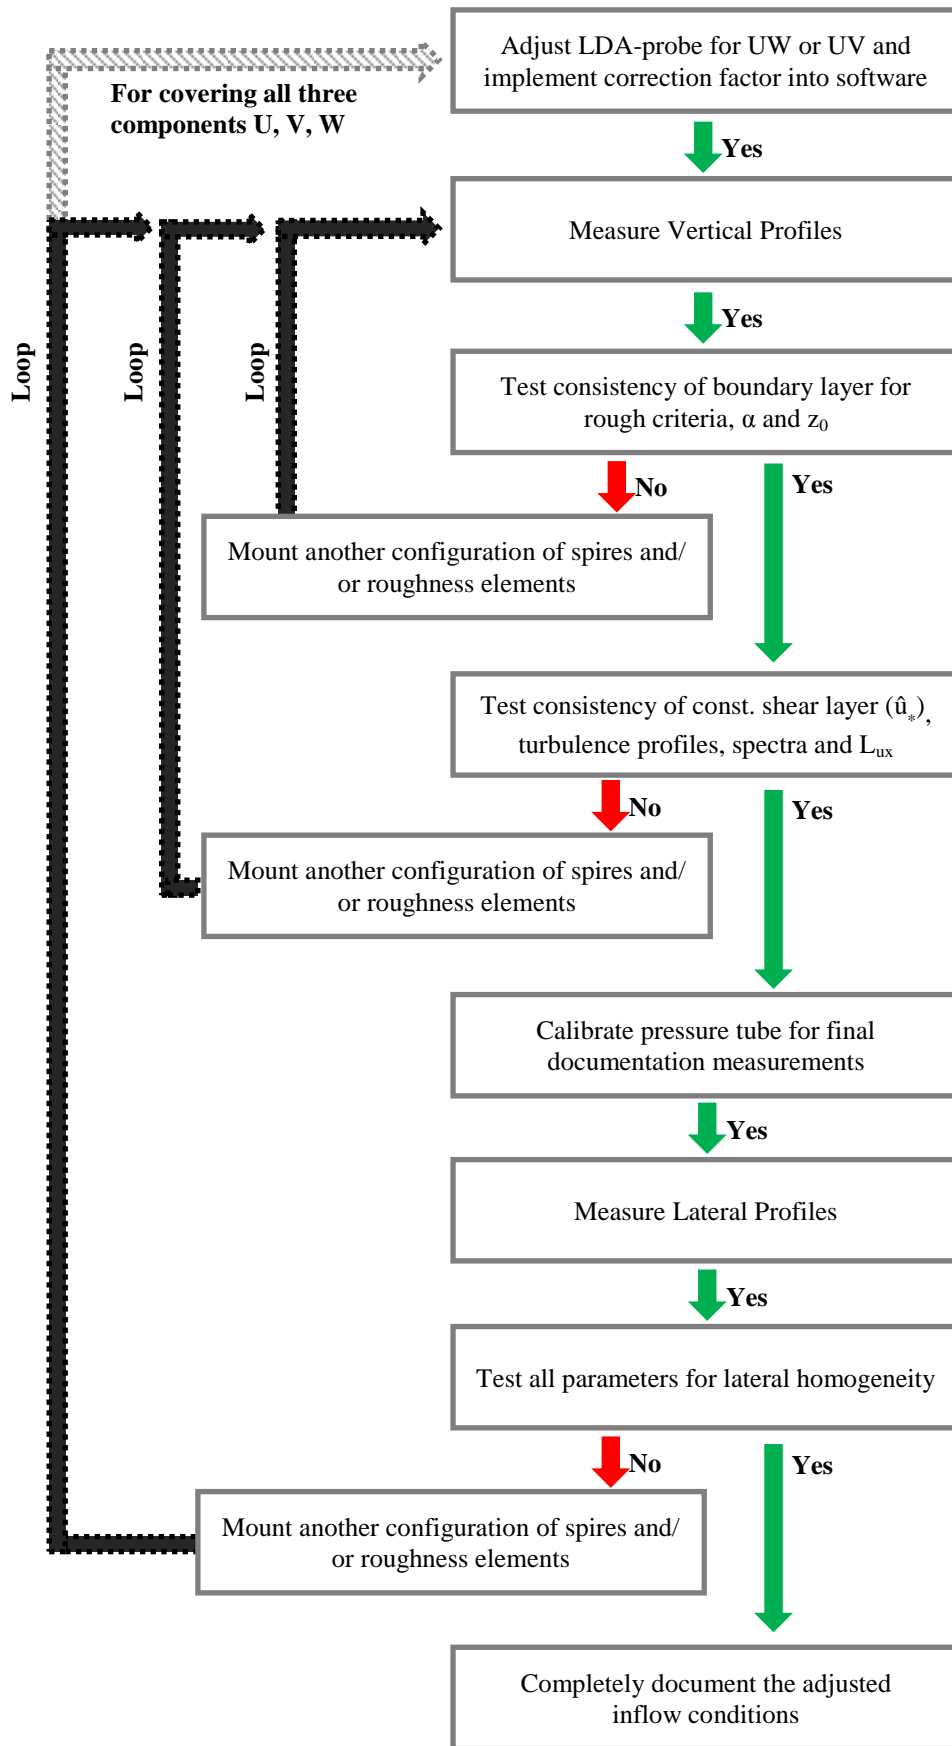 Adjust LDA-probe for UW or UV and
implement correction factor into software
For covering all three
components U, V, W
Yes
Measure Vertical Profiles
Yes
Loop
Loop
Loop
Test consistency of boundary layer for
rough criteria, α and z₀
No
Yes
Mount another configuration of spires and/
or roughness elements
Test consistency of const. shear layer (û*),
turbulence profiles, spectra and Lux
No
Yes
Mount another configuration of spires and/
or roughness elements
Calibrate pressure tube for final
documentation measurements
Yes
Measure Lateral Profiles
Yes
Test all parameters for lateral homogeneity
No
Yes
Mount another configuration of spires and/
or roughness elements
Completely document the adjusted
inflow conditions